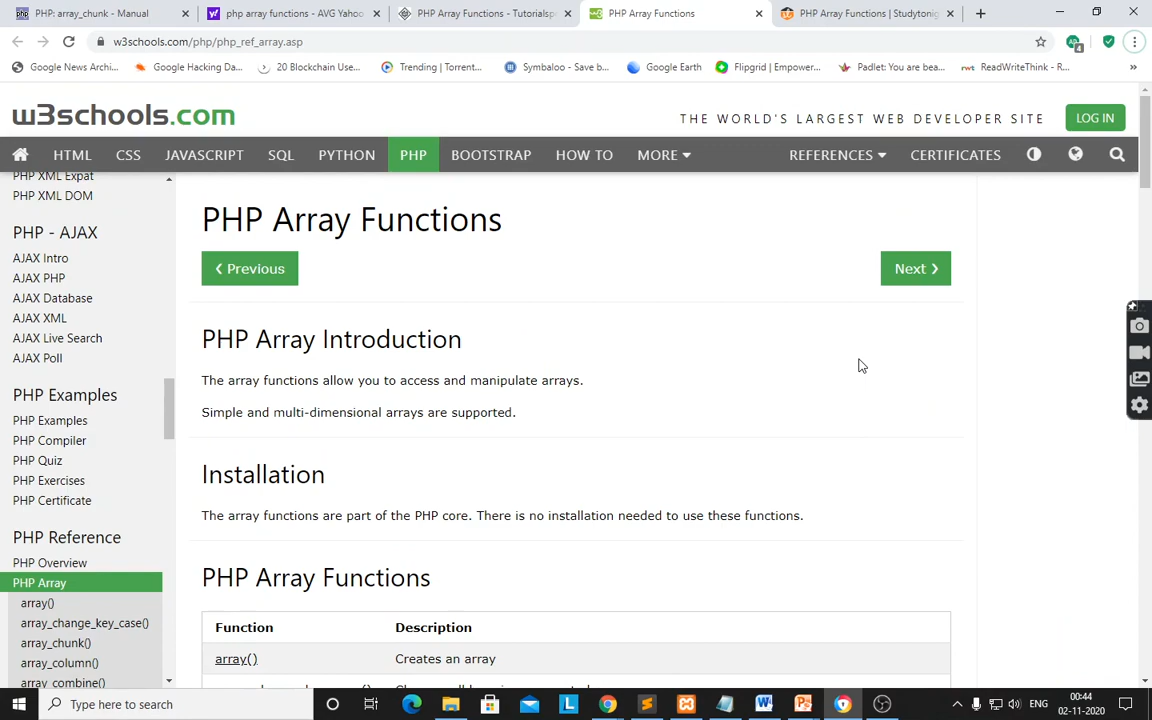 PHP: array_chunk - Manual
php array functions - AVG Yahoo
PHP Array Functions - Tutorialsp
PHP Array Functions
PHP Array Functions | Studytonig
w3schools.com/php/php_ref_array.asp
Google News Archi...
Google Hacking Da...
20 Blockchain Use...
Trending | Torrent...
Symbaloo - Save b...
Google Earth
Flipgrid | Empower...
Padlet: You are bea...
ReadWriteThink - R...
w3schools.com
THE WORLD'S LARGEST WEB DEVELOPER SITE
LOG IN
HTML CSS JAVASCRIPT SQL PYTHON PHP BOOTSTRAP HOW TO MORE REFERENCES CERTIFICATES
PHP XML Expat
PHP XML DOM
PHP - AJAX
AJAX Intro
AJAX PHP
AJAX Database
AJAX XML
AJAX Live Search
AJAX Poll
PHP Examples
PHP Examples
PHP Compiler
PHP Quiz
PHP Exercises
PHP Certificate
PHP Reference
PHP Overview
PHP Array
array()
array_change_key_case()
array_chunk()
array_column()
array_combine()
PHP Array Functions
❮ Previous
Next ❯
PHP Array Introduction
The array functions allow you to access and manipulate arrays.
Simple and multi-dimensional arrays are supported.
Installation
The array functions are part of the PHP core. There is no installation needed to use these functions.
PHP Array Functions
Function Description
array() Creates an array
Type here to search
ENG
00:44
02-11-2020